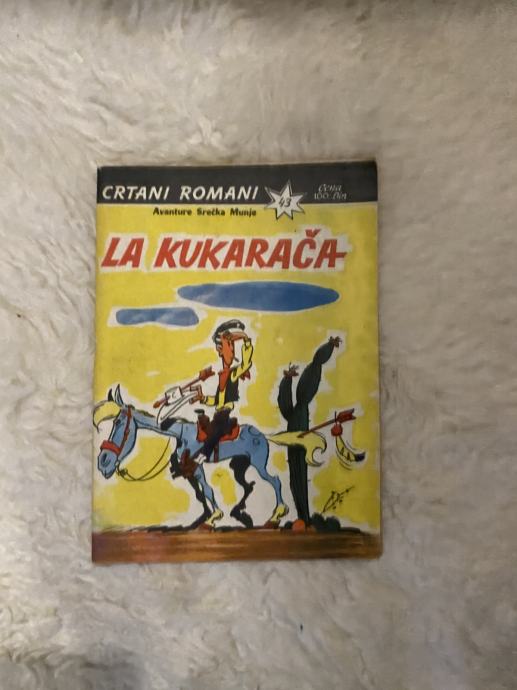 CRTANI ROMANI
43
Cena
100.- Din
Avanture Srećka Munje
LA KUKARAČA